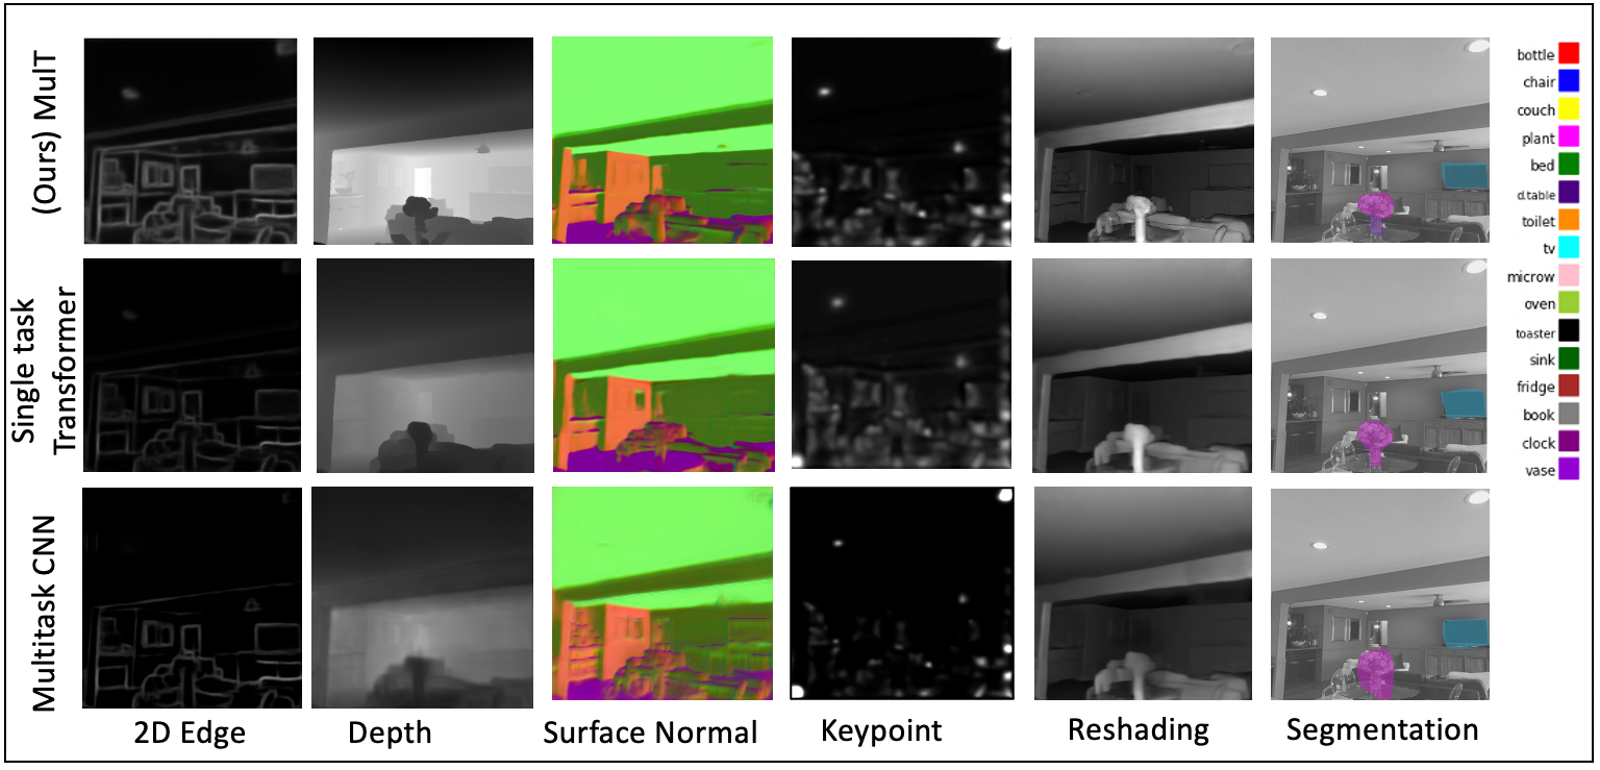 (Ours) MulT
Single task
Transformer
Multitask CNN
2D Edge
Depth
Surface Normal
Keypoint
Reshading
Segmentation
bottle
chair
couch
plant
bed
d.table
toilet
tv
microw
oven
toaster
sink
fridge
book
clock
vase